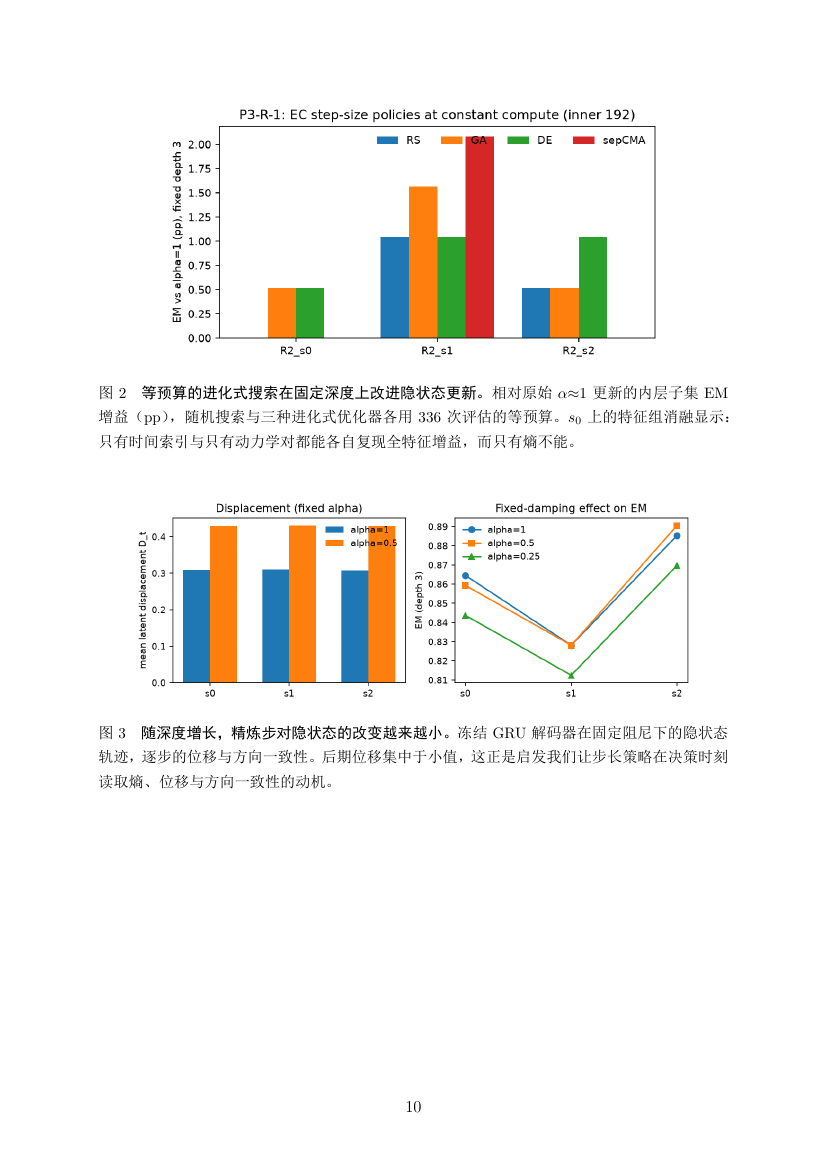 P3-R-1: EC step-size policies at constant compute (inner 192)
EM vs alpha=1 (pp), fixed depth 3
2.00
1.75
1.50
1.25
1.00
0.75
0.50
0.25
0.00
RS GA DE sepCMA
R2_s0 R2_s1 R2_s2
图 2 等预算的进化式搜索在固定深度上改进隐状态更新。相对原始 α≈1 更新的内层子集 EM
增益（pp），随机搜索与三种进化式优化器各用 336 次评估的等预算。s₀ 上的特征组消融显示：
只有时间索引与只有动力学对都能各自复现全特征增益，而只有熵不能。
Displacement (fixed alpha)
mean latent displacement D_t
0.4
0.3
0.2
0.1
0.0
alpha=1
alpha=0.5
s0 s1 s2
Fixed-damping effect on EM
EM (depth 3)
0.89
0.88
0.87
0.86
0.85
0.84
0.83
0.82
0.81
alpha=1
alpha=0.5
alpha=0.25
s0 s1 s2
图 3 随深度增长，精炼步对隐状态的改变越来越小。冻结 GRU 解码器在固定阻尼下的隐状态
轨迹，逐步的位移与方向一致性。后期位移集中于小值，这正是启发我们让步长策略在决策时刻
读取熵、位移与方向一致性的动机。
10